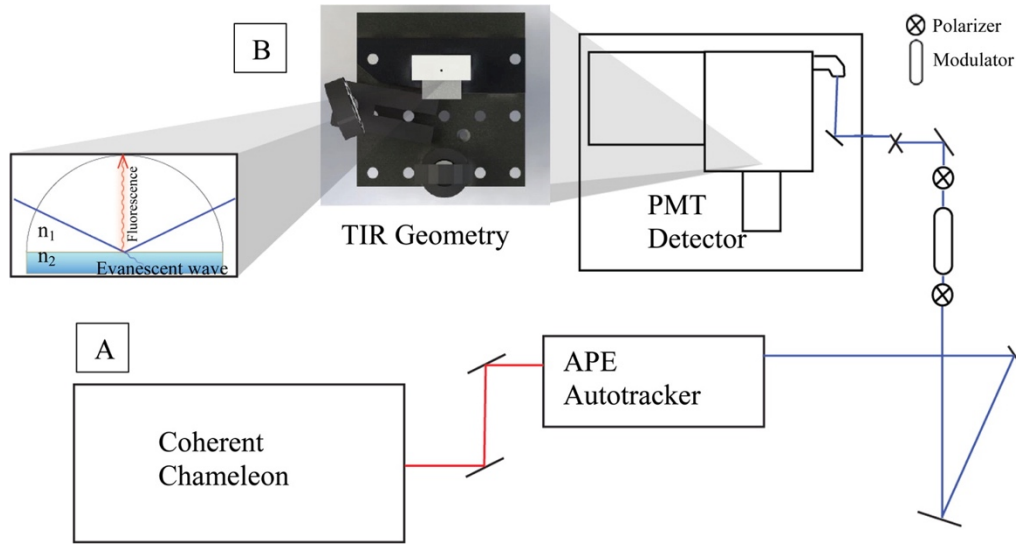 B
Polarizer
Modulator
Fluorescence
n1
n2
Evanescent wave
TIR Geometry
PMT
Detector
A
APE
Autotracker
Coherent
Chameleon